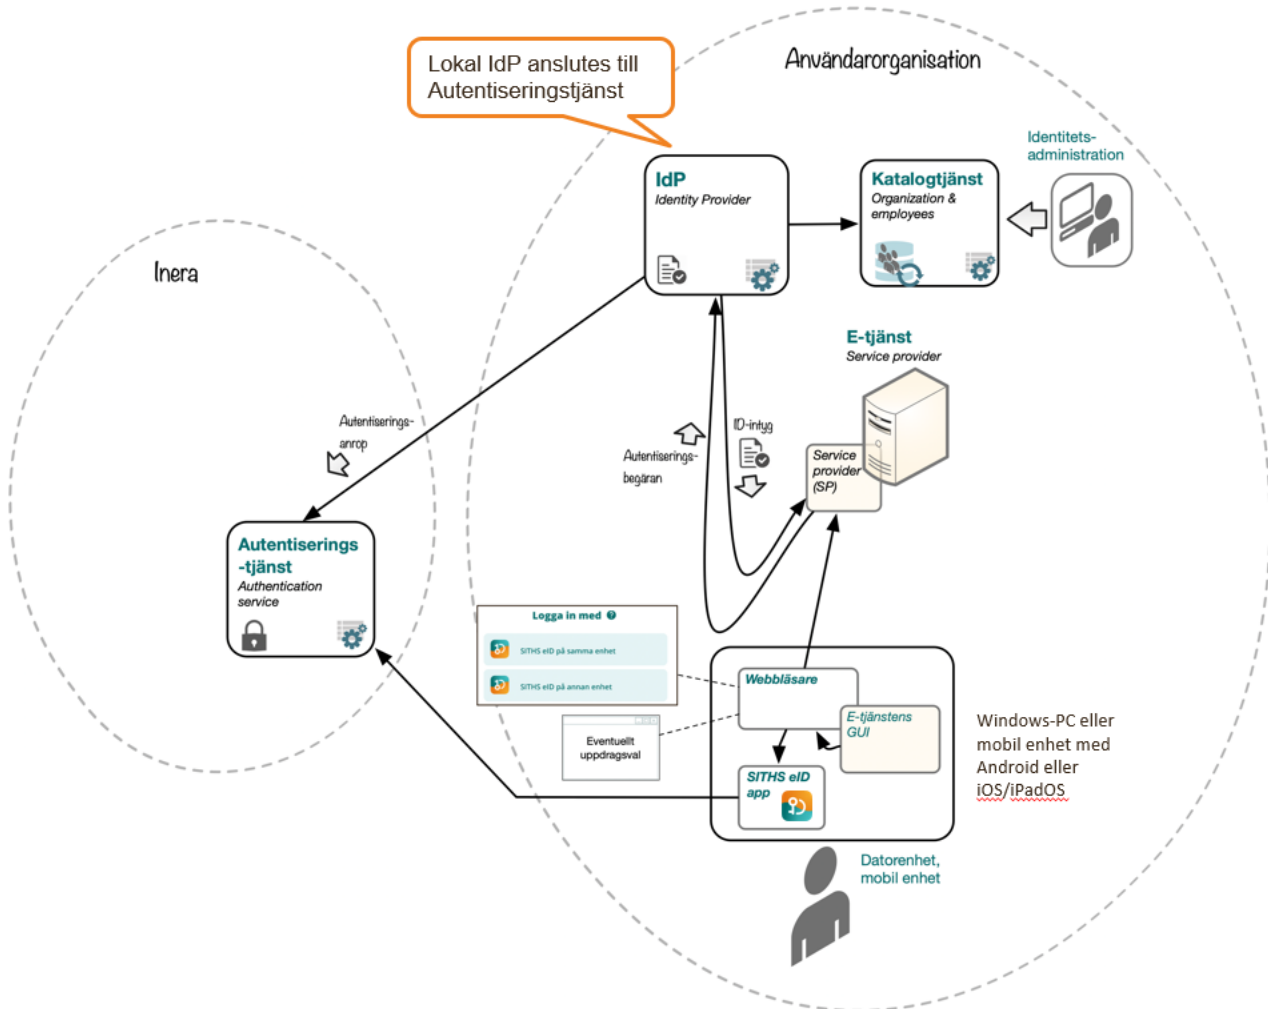 Lokal IdP anslutes till
Autentiseringstjänst
Användarorganisation
Identitets-
administration
IdP
Identity Provider
Katalogtjänst
Organization &
employees
Inera
E-tjänst
Service provider
Autentiserings-
anrop
ID-intyg
Autentiserings-
begäran
Service
provider
(SP)
Autentiserings
-tjänst
Authentication
service
Logga in med ?
SITHS eID på samma enhet
SITHS eID på annan enhet
Eventuellt
uppdragsval
Webbläsare
E-tjänstens
GUI
SITHS eID
app
Windows-PC eller
mobil enhet med
Android eller
iOS/iPadOS
Datorenhet,
mobil enhet